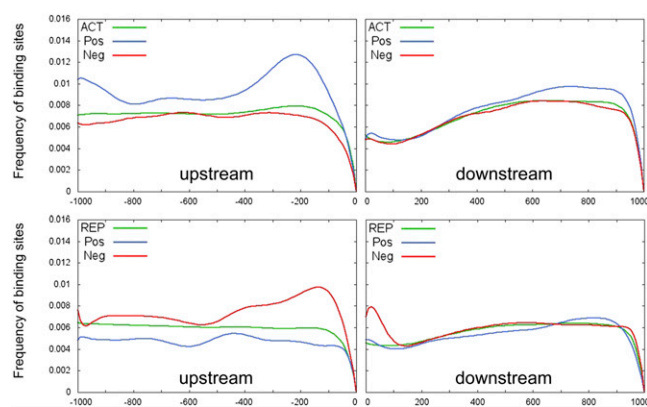 Frequency of binding sites
0.016
0.014
0.012
0.01
0.008
0.006
0.004
0.002
0
ACT
Pos
Neg
upstream
-1000 -800 -600 -400 -200 0
ACT
Pos
Neg
downstream
0 200 400 600 800 1000
Frequency of binding sites
0.016
0.014
0.012
0.01
0.008
0.006
0.004
0.002
0
REP
Pos
Neg
upstream
-1000 -800 -600 -400 -200 0
REP
Pos
Neg
downstream
0 200 400 600 800 1000